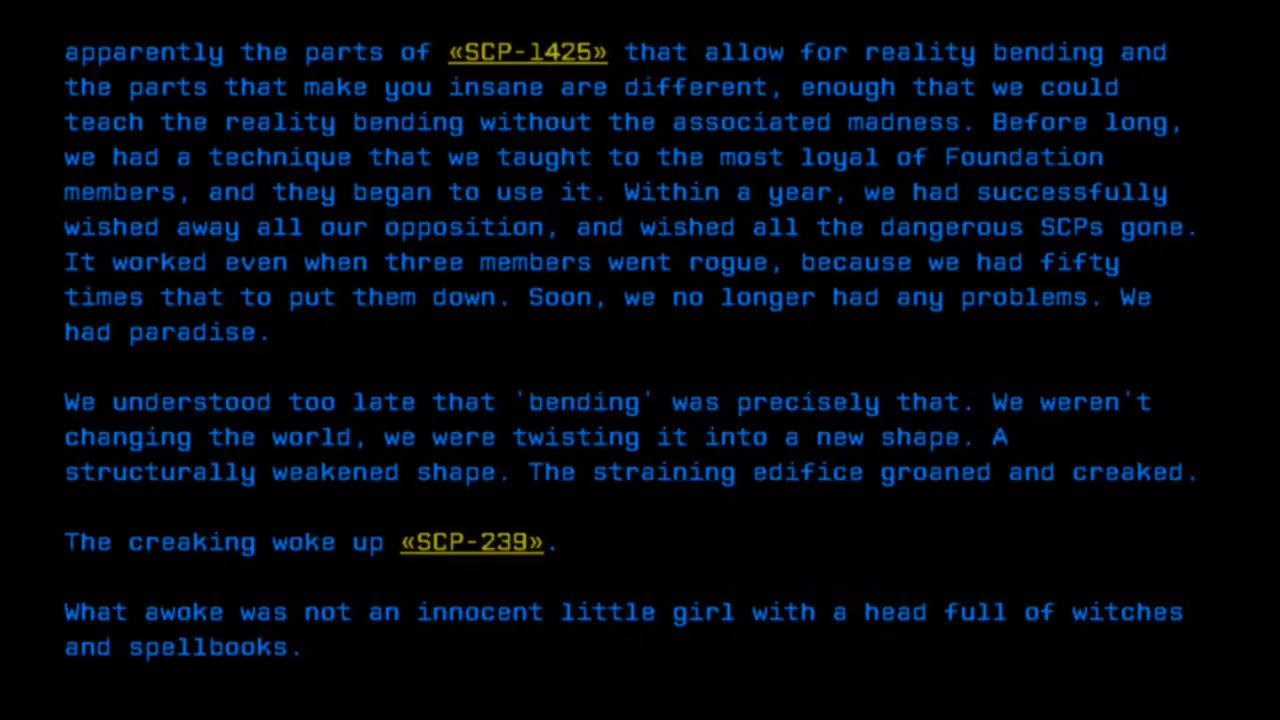 apparently the parts of «SCP-1425» that allow for reality bending and
the parts that make you insane are different, enough that we could
teach the reality bending without the associated madness. Before long,
we had a technique that we taught to the most loyal of Foundation
members, and they began to use it. Within a year, we had successfully
wished away all our opposition, and wished all the dangerous SCPs gone.
It worked even when three members went rogue, because we had fifty
times that to put them down. Soon, we no longer had any problems. We
had paradise.
We understood too late that 'bending' was precisely that. We weren't
changing the world, we were twisting it into a new shape. A
structurally weakened shape. The straining edifice groaned and creaked.
The creaking woke up «SCP-239».
What awoke was not an innocent little girl with a head full of witches
and spellbooks.